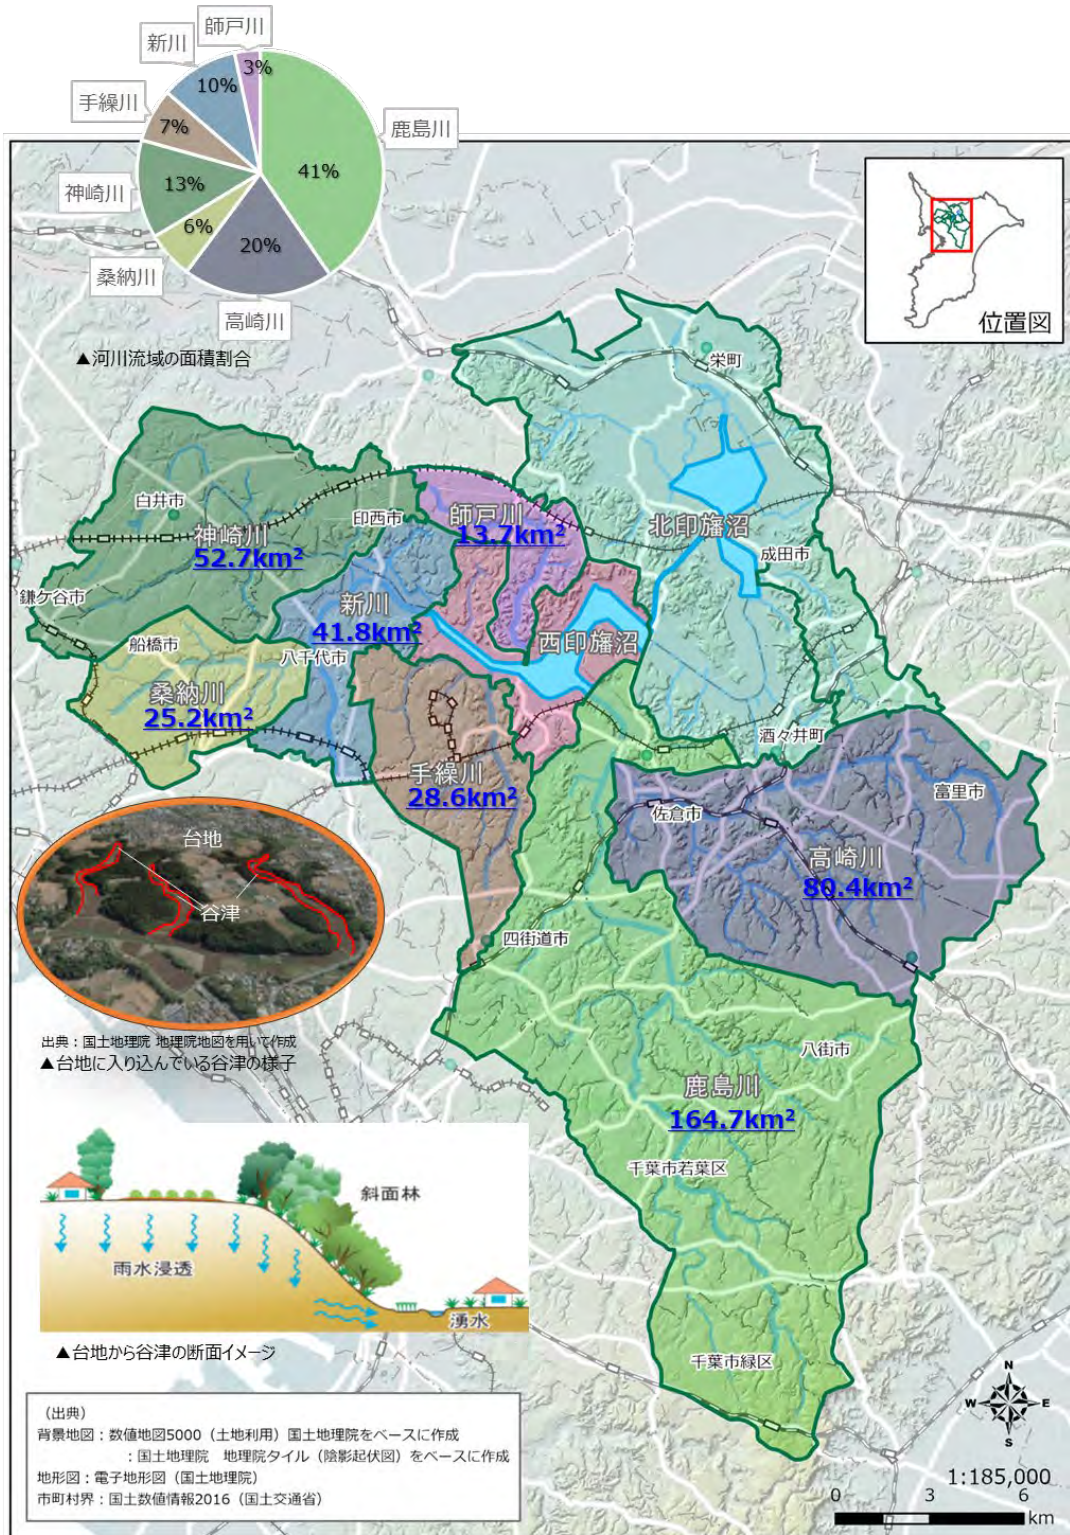 師戸川
新川
手繰川
神崎川
桑納川
高崎川
鹿島川
3%
10%
7%
13%
6%
20%
41%
▲河川流域の面積割合
位置図
栄町
白井市
印西市
神崎川
52.7km²
師戸川
13.7km²
北印旛沼
成田市
鎌ケ谷市
船橋市
新川
41.8km²
八千代市
西印旛沼
桑納川
25.2km²
酒々井町
手繰川
28.6km²
佐倉市
富里市
高崎川
80.4km²
台地
谷津
四街道市
出典：国土地理院 地理院地図を用いて作成
▲台地に入り込んでいる谷津の様子
八街市
鹿島川
164.7km²
千葉市若葉区
斜面林
雨水浸透
湧水
▲台地から谷津の断面イメージ
千葉市緑区
（出典）
背景地図：数値地図5000（土地利用）国土地理院をベースに作成
：国土地理院　地理院タイル（陰影起伏図）をベースに作成
地形図：電子地形図（国土地理院）
市町村界：国土数値情報2016（国土交通省）
N
W E
S
1:185,000
0 3 6
km